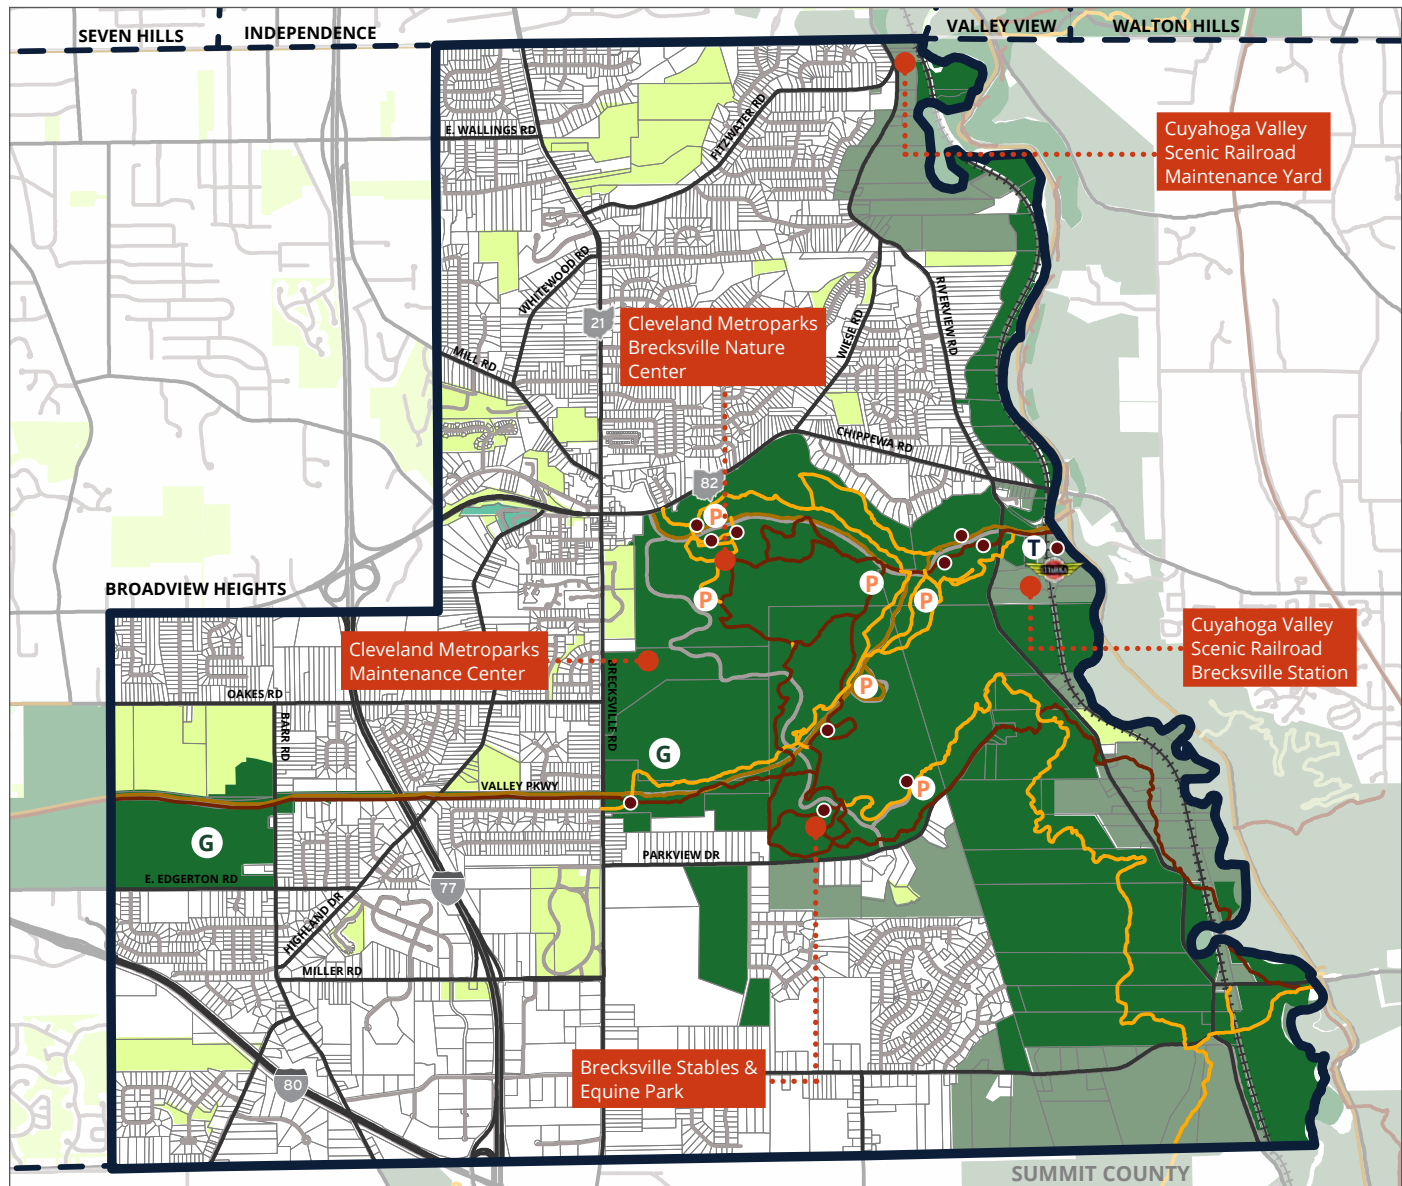 SEVEN HILLS
INDEPENDENCE
VALLEY VIEW
WALTON HILLS
Cuyahoga Valley
Scenic Railroad
Maintenance Yard
E. WALLINGS RD
FITZWATER RD
WHITEWOOD RD
21
Cleveland Metroparks
Brecksville Nature
Center
WIESE RD
RIVERVIEW RD
MILL RD
CHIPPEWA RD
82
P
T
P
P
P
BROADVIEW HEIGHTS
Cuyahoga Valley
Scenic Railroad
Brecksville Station
Cleveland Metroparks
Maintenance Center
OAKES RD
BARR RD
BRECKSVILLE RD
P
G
VALLEY PKWY
P
G
PARKVIEW DR
E. EDGERTON RD
77
HIGHLAND DR
MILLER RD
Brecksville Stables &
Equine Park
80
SUMMIT COUNTY